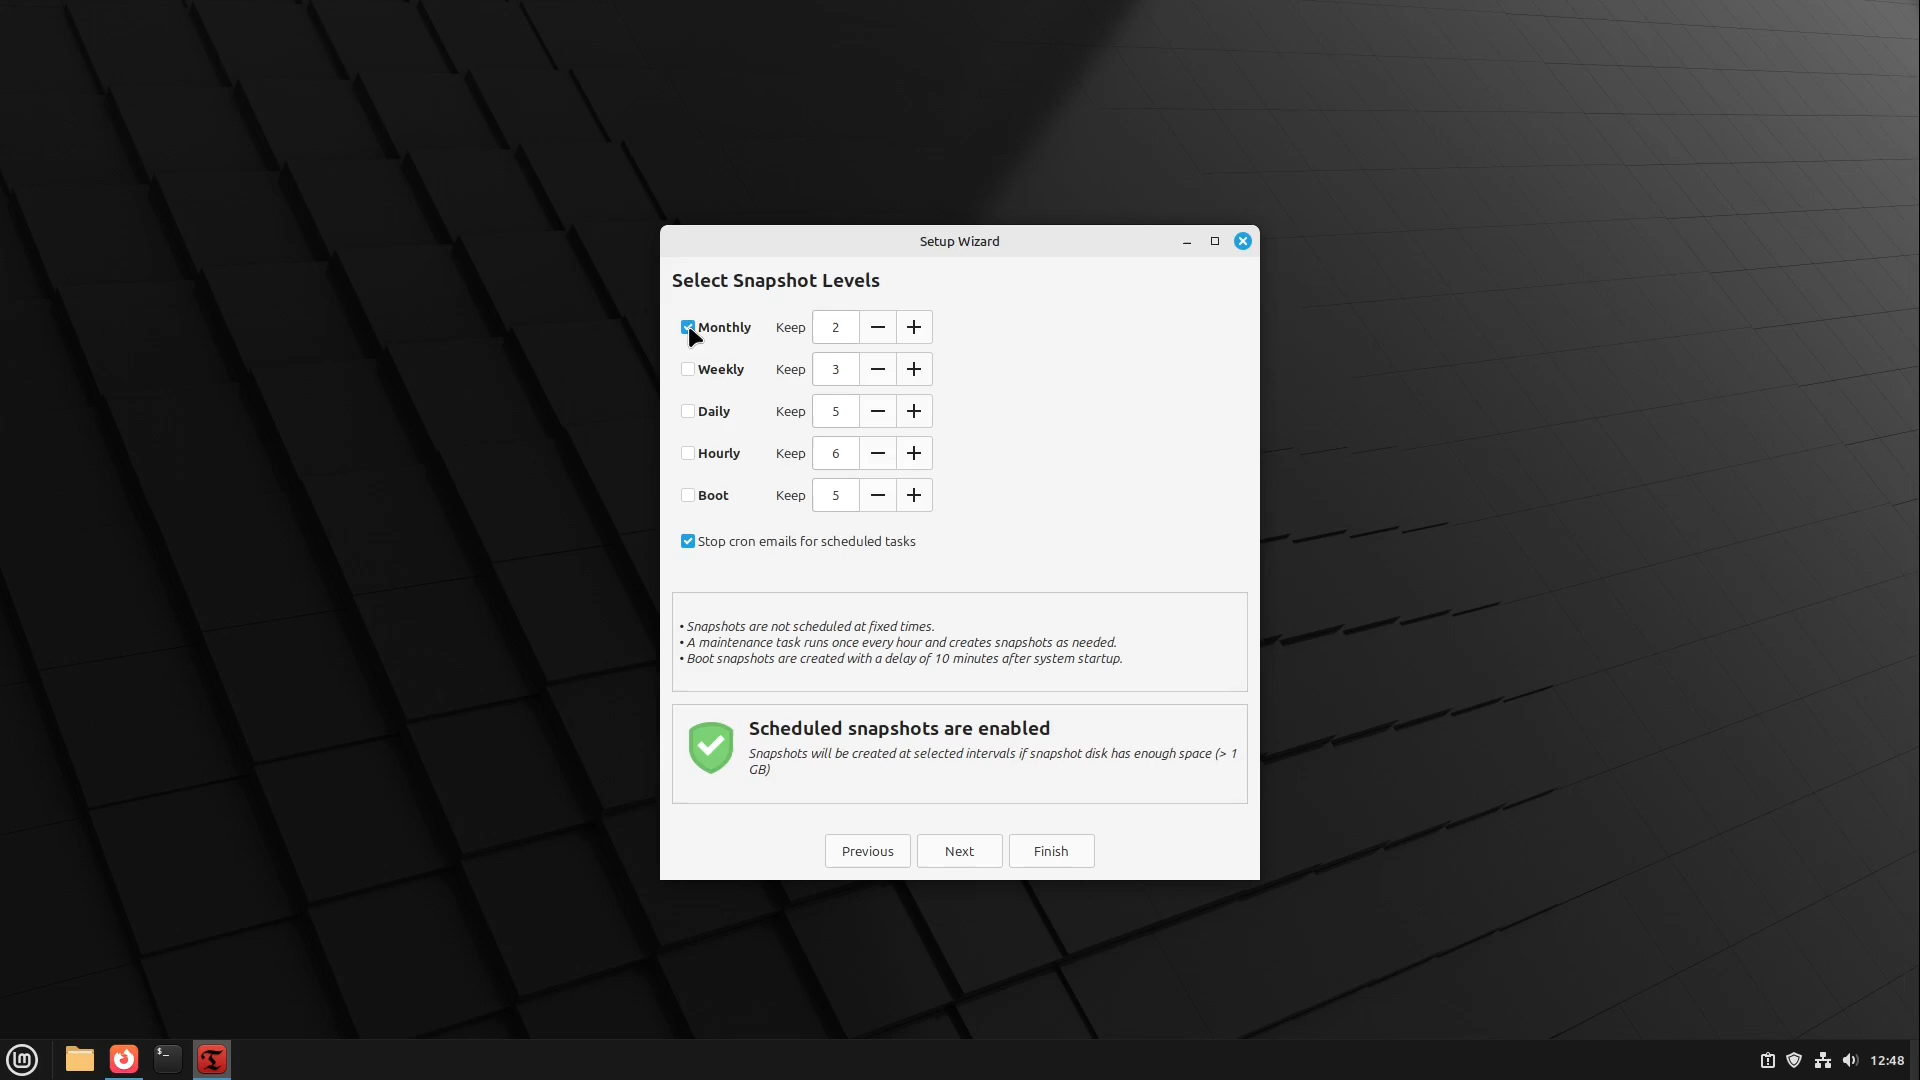 Setup Wizard
Select Snapshot Levels
Monthly Keep 2
Weekly Keep 3
Daily Keep 5
Hourly Keep 6
Boot Keep 5
Stop cron emails for scheduled tasks
• Snapshots are not scheduled at fixed times.
• A maintenance task runs once every hour and creates snapshots as needed.
• Boot snapshots are created with a delay of 10 minutes after system startup.
Scheduled snapshots are enabled
Snapshots will be created at selected intervals if snapshot disk has enough space (> 1
GB)
Previous Next Finish
12:48